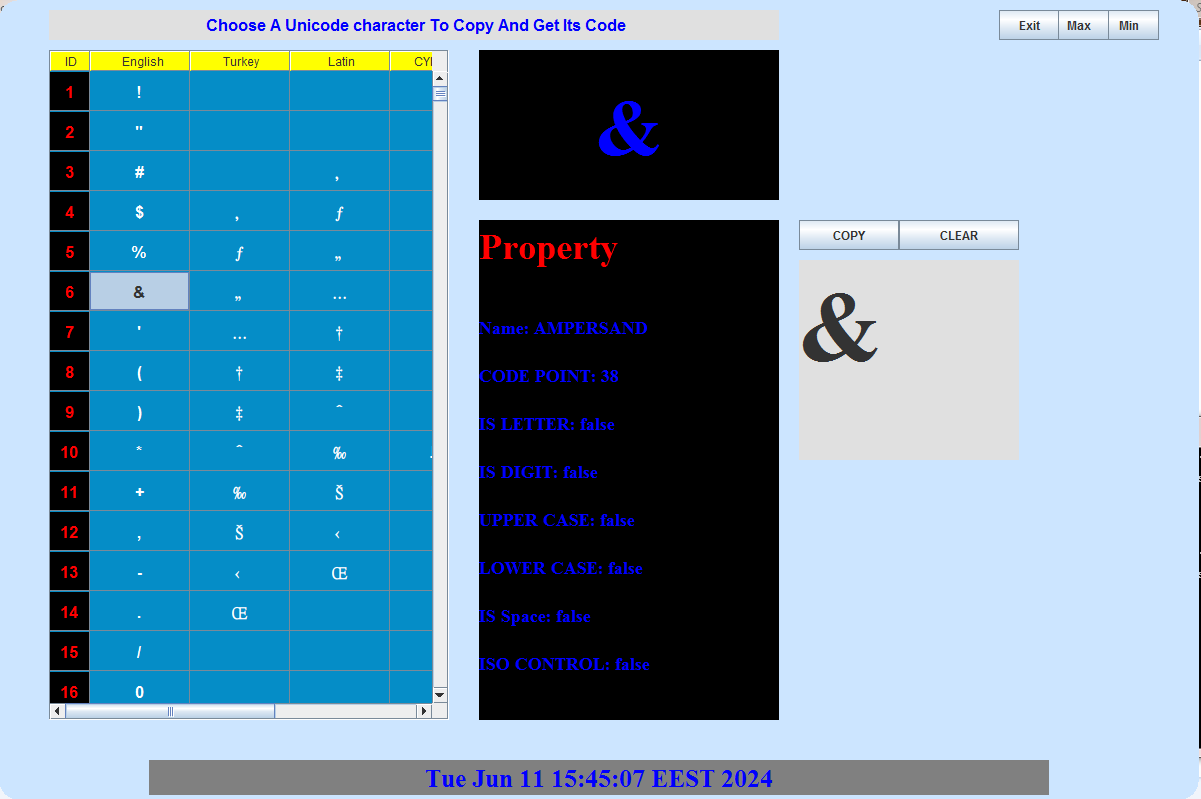 Choose A Unicode character To Copy And Get Its Code
Exit Max Min
ID English Turkey Latin
1 !
2 "
3 # ‚
4 $ ‚ ƒ
5 % ƒ „
6 & „ …
7 ' … †
8 ( † ‡
9 ) ‡ ˆ
10 * ˆ ‰
11 + ‰ Š
12 , Š ‹
13 - ‹ Œ
14 . Œ
15 /
16 0
&
Property
Name: AMPERSAND
CODE POINT: 38
IS LETTER: false
IS DIGIT: false
UPPER CASE: false
LOWER CASE: false
IS Space: false
ISO CONTROL: false
COPY CLEAR
&
Tue Jun 11 15:45:07 EEST 2024